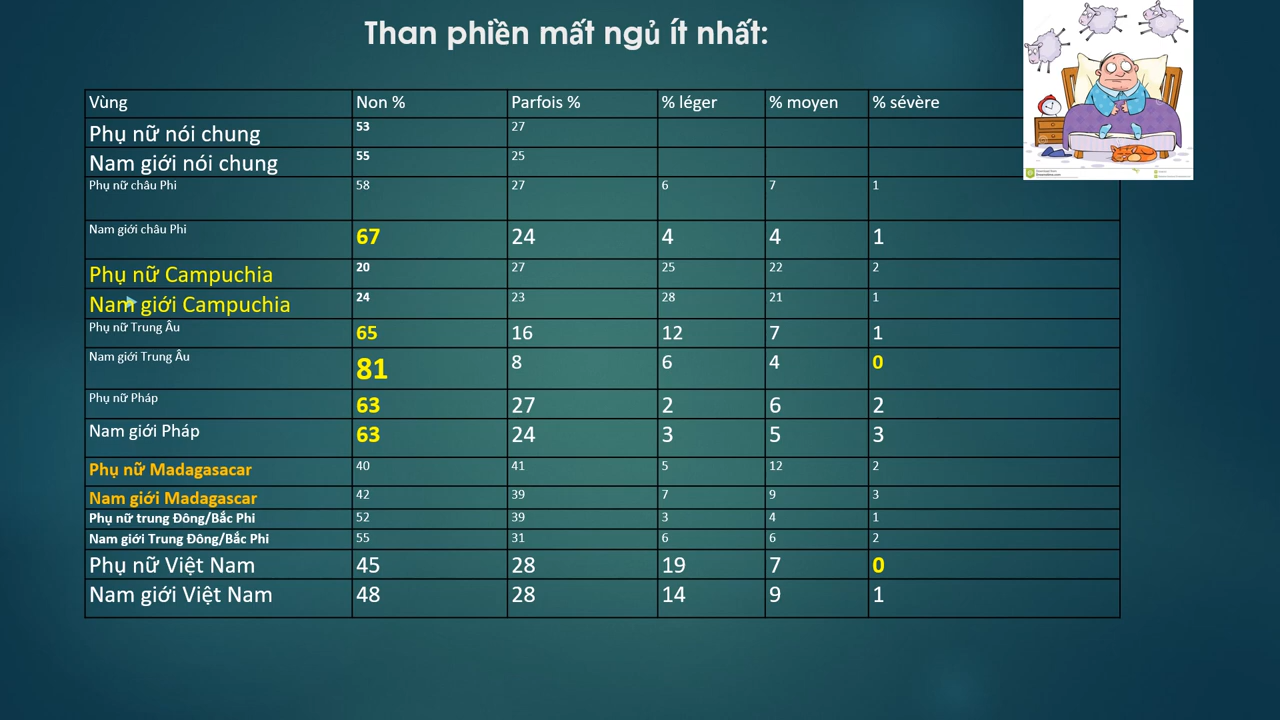 Than phiền mất ngủ ít nhất:
Vùng Non % Parfois % % léger % moyen % sévère
Phụ nữ nói chung 53 27
Nam giới nói chung 55 25
Phụ nữ châu Phi 58 27 6 7 1
Nam giới châu Phi 67 24 4 4 1
Phụ nữ Campuchia 20 27 25 22 2
Nam giới Campuchia 24 23 28 21 1
Phụ nữ Trung Âu 65 16 12 7 1
Nam giới Trung Âu 81 8 6 4 0
Phụ nữ Pháp 63 27 2 6 2
Nam giới Pháp 63 24 3 5 3
Phụ nữ Madagasacar 40 41 5 12 2
Nam giới Madagascar 42 39 7 9 3
Phụ nữ trung Đông/Bắc Phi 52 39 3 4 1
Nam giới Trung Đông/Bắc Phi 55 31 6 6 2
Phụ nữ Việt Nam 45 28 19 7 0
Nam giới Việt Nam 48 28 14 9 1